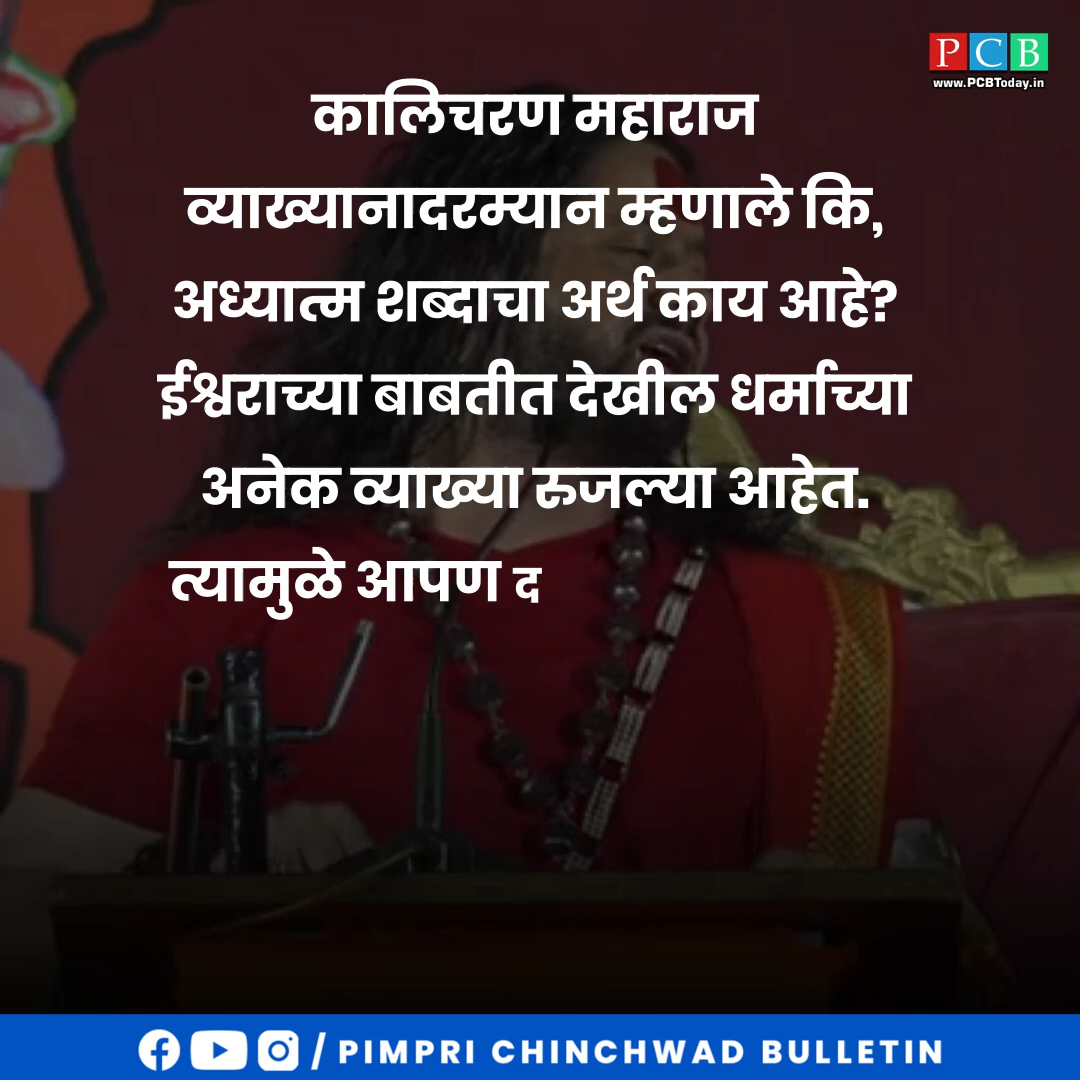 PCB
www.PCBToday.in
कालिचरण महाराज
व्याख्यानादरम्यान म्हणाले कि,
अध्यात्म शब्दाचा अर्थ काय आहे?
ईश्वराच्या बाबतीत देखील धर्माच्या
अनेक व्याख्या रुजल्या आहेत.
त्यामुळे आपण द
/ PIMPRI CHINCHWAD BULLETIN